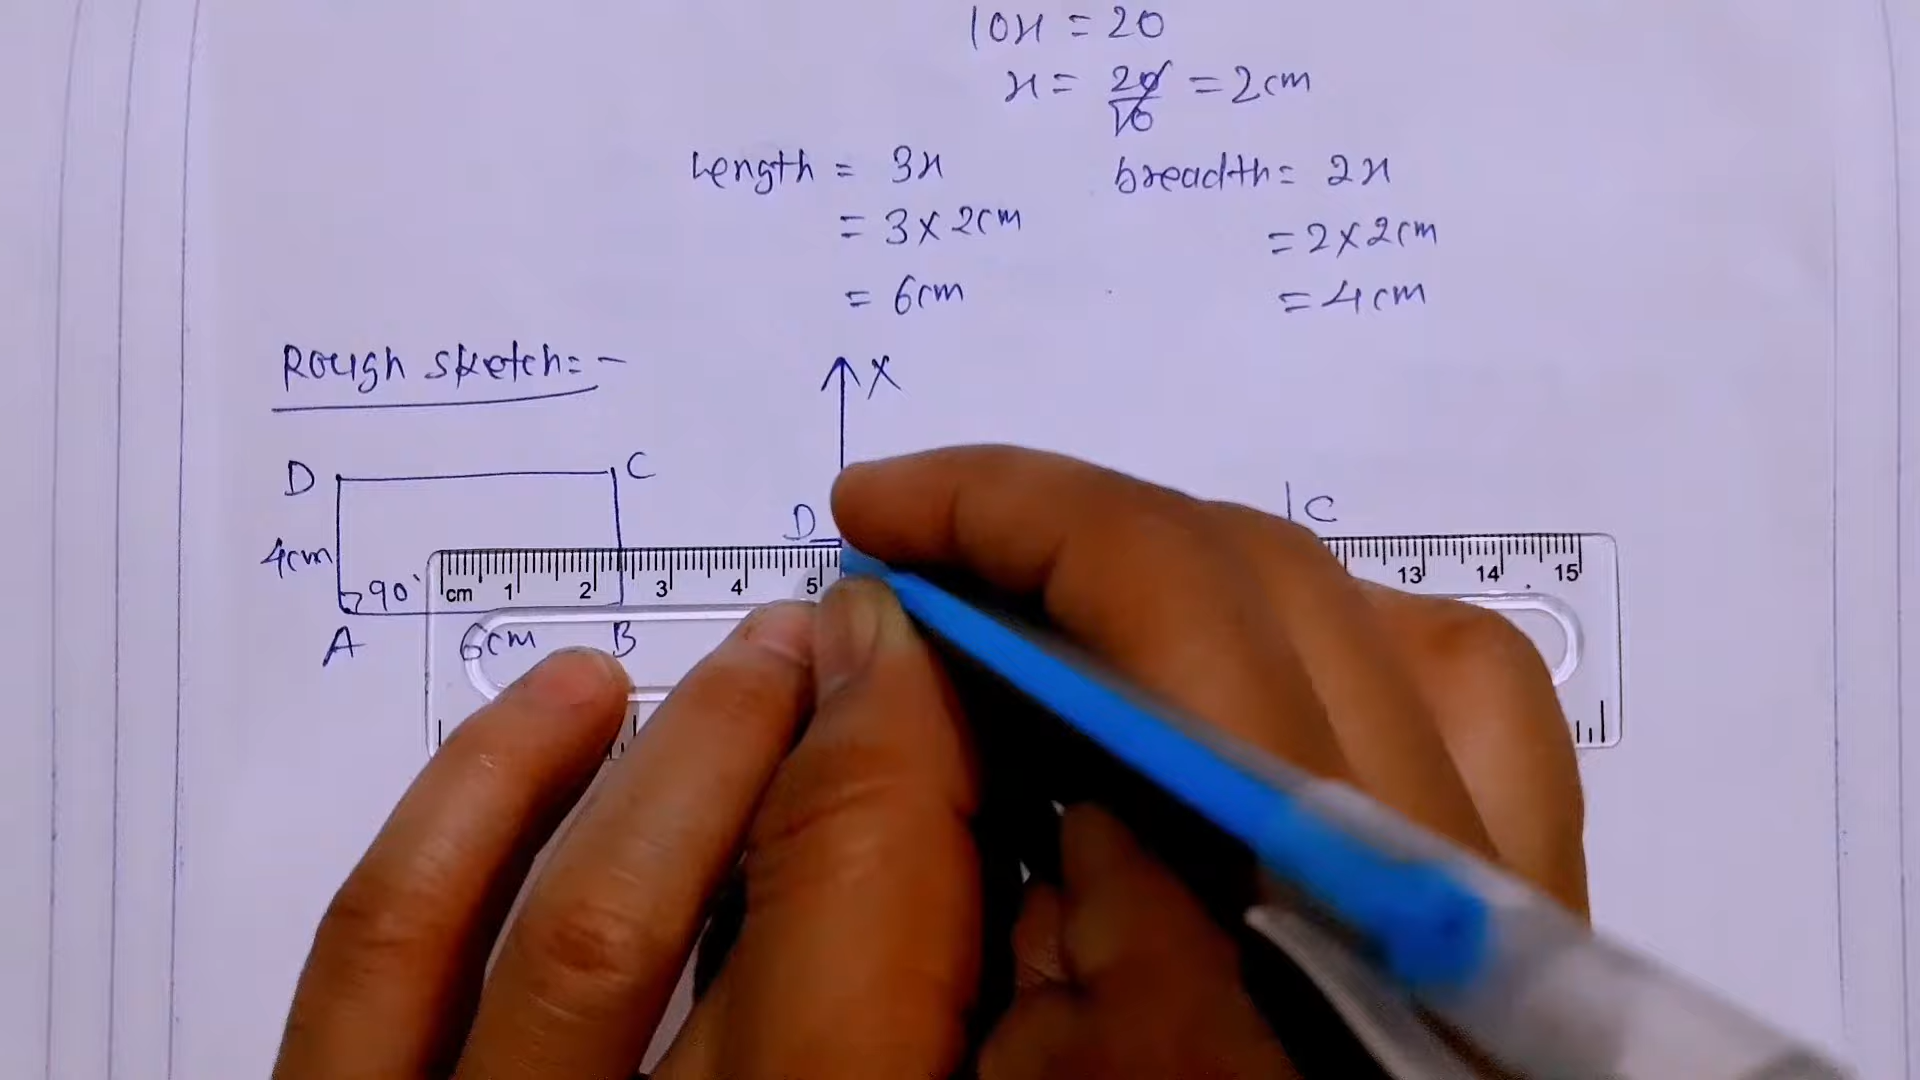 10x = 20
x = 20/10 = 2cm
Length = 3x
= 3 x 2cm
= 6cm
breadth = 2x
= 2 x 2cm
= 4cm
Rough sketch:-
X
D C
4cm
90°
A 6cm B
D C
cm 1 2 3 4 5 13 14 15